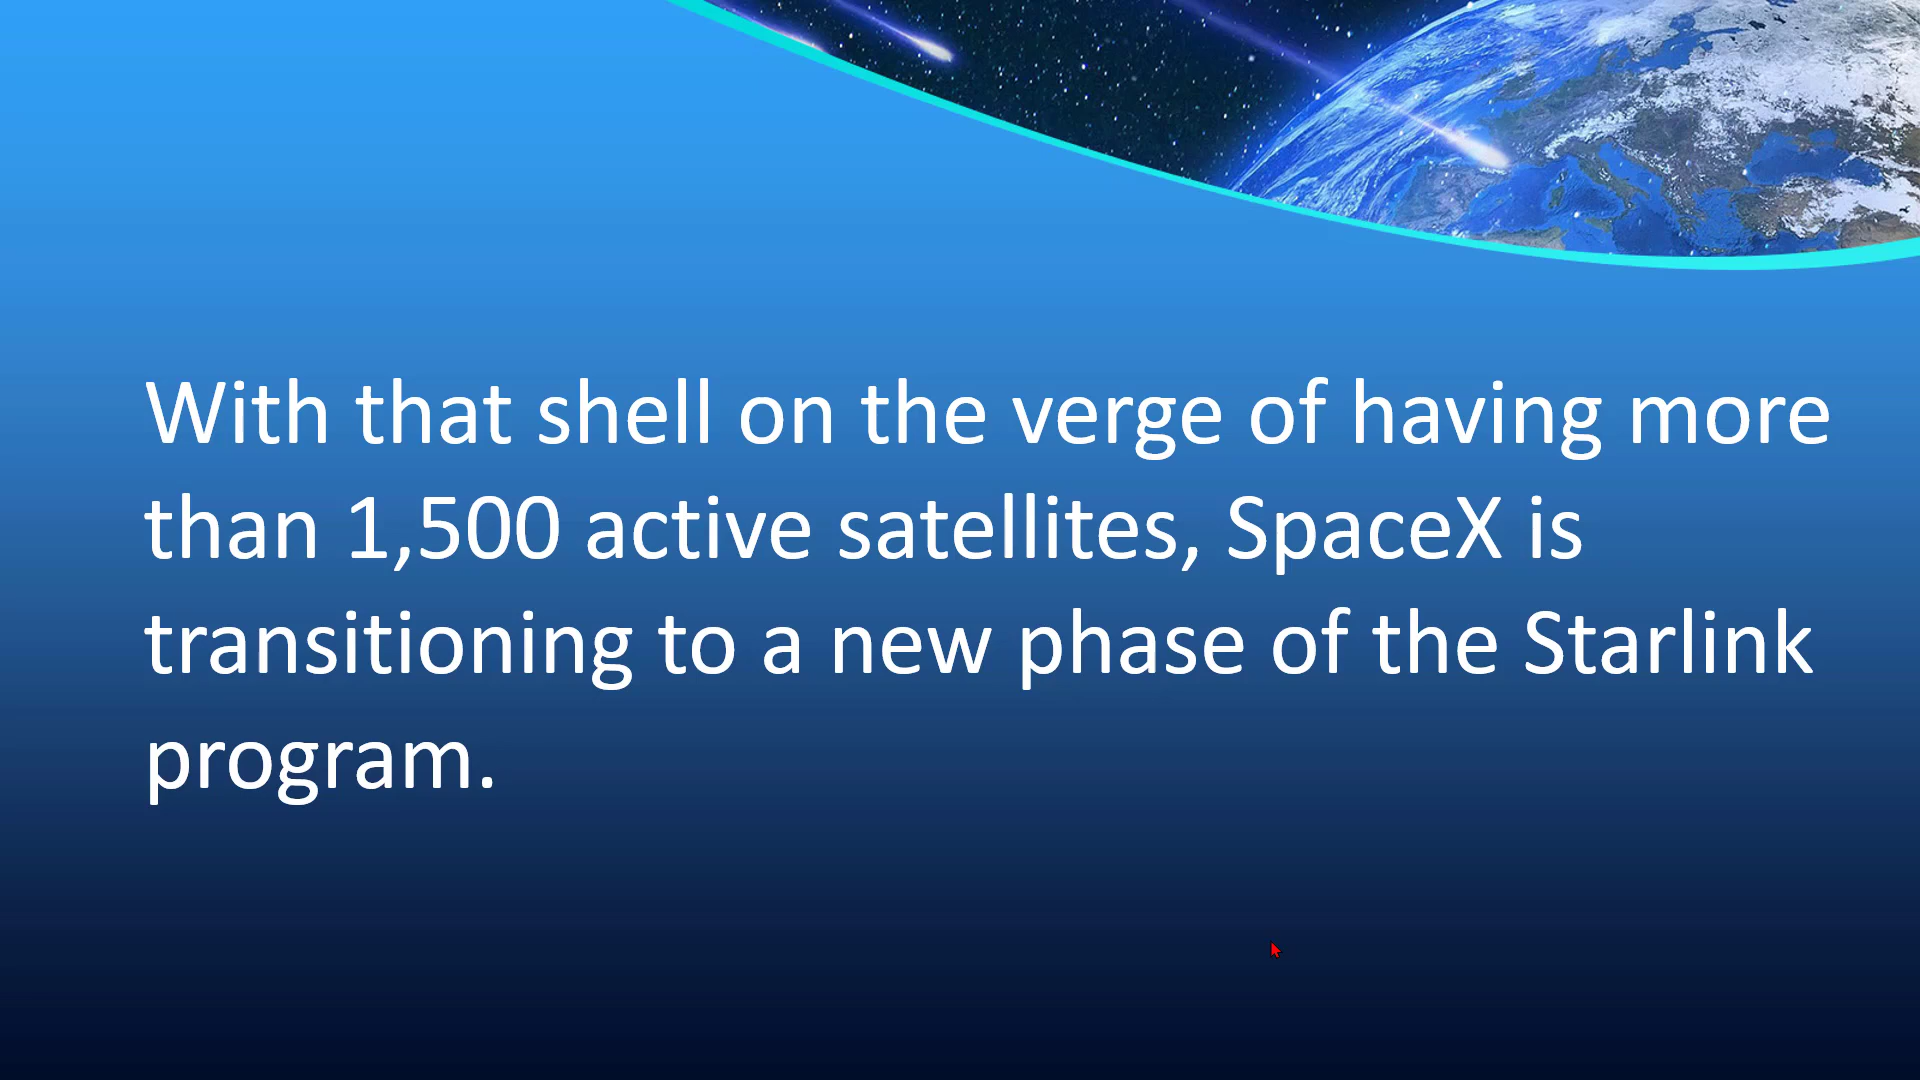 With that shell on the verge of having more
than 1,500 active satellites, SpaceX is
transitioning to a new phase of the Starlink
program.